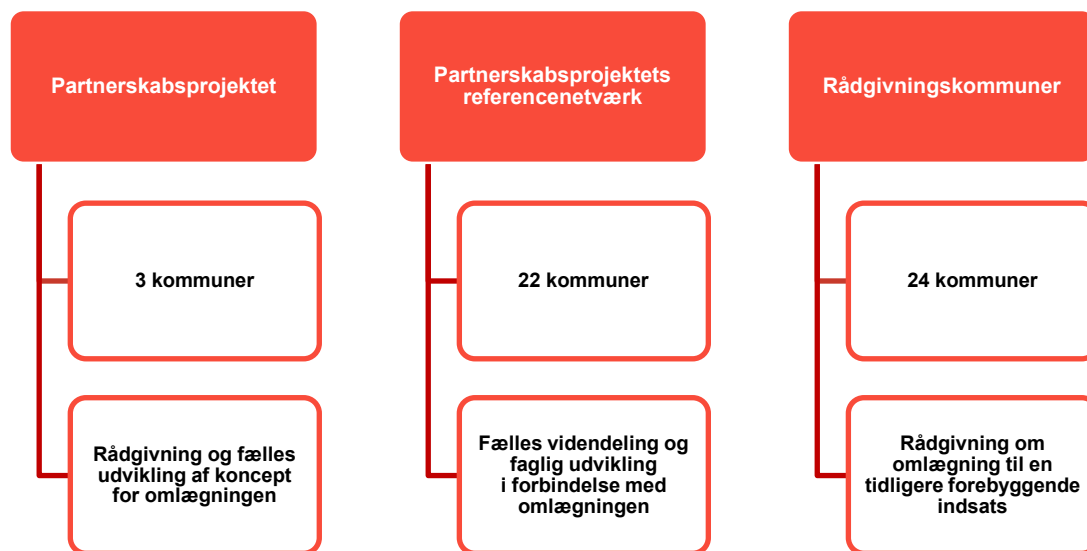 Partnerskabsprojektet
3 kommuner
Rådgivning og fælles
udvikling af koncept
for omlægningen
Partnerskabsprojektets
referencenetværk
22 kommuner
Fælles videndeling og
faglig udvikling
i forbindelse med
omlægningen
Rådgivningskommuner
24 kommuner
Rådgivning om
omlægning til en
tidligere forebyggende
indsats